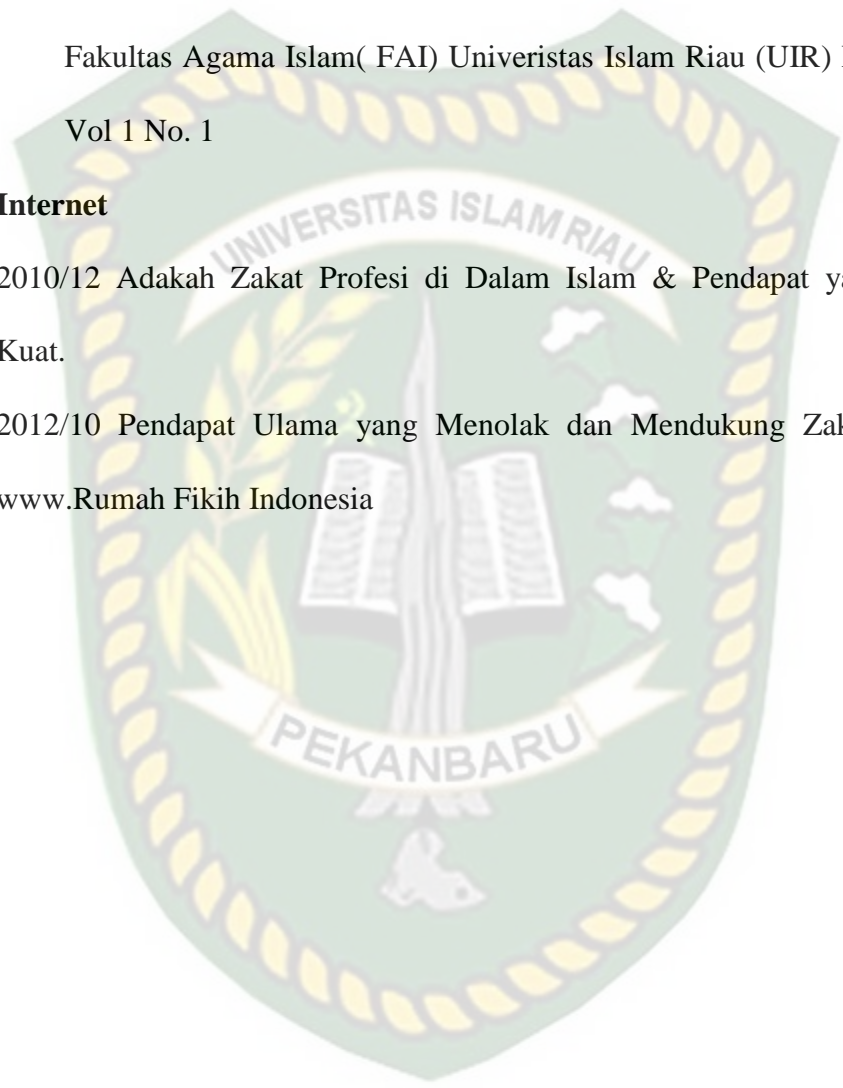 Fakultas Agama Islam( FAI) Univeristas Islam Riau (UIR)
Vol 1 No. 1
Internet
UNIVERSITAS ISLAM RIAU
2010/12 Adakah Zakat Profesi di Dalam Islam & Pendapat
Kuat.
2012/10 Pendapat Ulama yang Menolak dan Mendukung
www.Rumah Fikih Indonesia
PEKANBARU